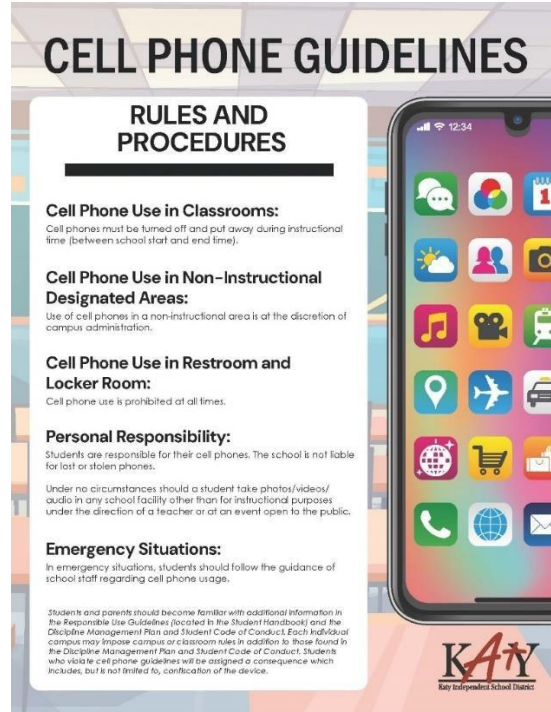 CELL PHONE GUIDELINES
RULES AND
PROCEDURES
12:34
1
Cell Phone Use in Classrooms:
Cell phones must be turned off and put away during instructional
time (between school start and end time).
Cell Phone Use in Non-Instructional
Designated Areas:
Use of cell phones in a non-instructional area is at the discretion of
campus administration.
Cell Phone Use in Restroom and
Locker Room:
Cell phone use is prohibited at all times.
Personal Responsibility:
Students are responsible for their cell phones. The school is not liable
for lost or stolen phones.
Under no circumstances should a student take photos/videos/
audio in any school facility other than for instructional purposes
under the direction of a teacher or at an event open to the public.
Emergency Situations:
In emergency situations, students should follow the guidance of
school staff regarding cell phone usage.
Students and parents should become familiar with additional information in
the Responsible Use Guidelines (located in the Student Handbook) and the
Discipline Management Plan and Student Code of Conduct. Each individual
campus may impose campus or classroom rules in addition to those found in
the Discipline Management Plan and Student Code of Conduct. Students
who violate cell phone guidelines will be assigned a consequence which
includes, but is not limited to, confiscation of the device.
KATY
Katy Independent School District